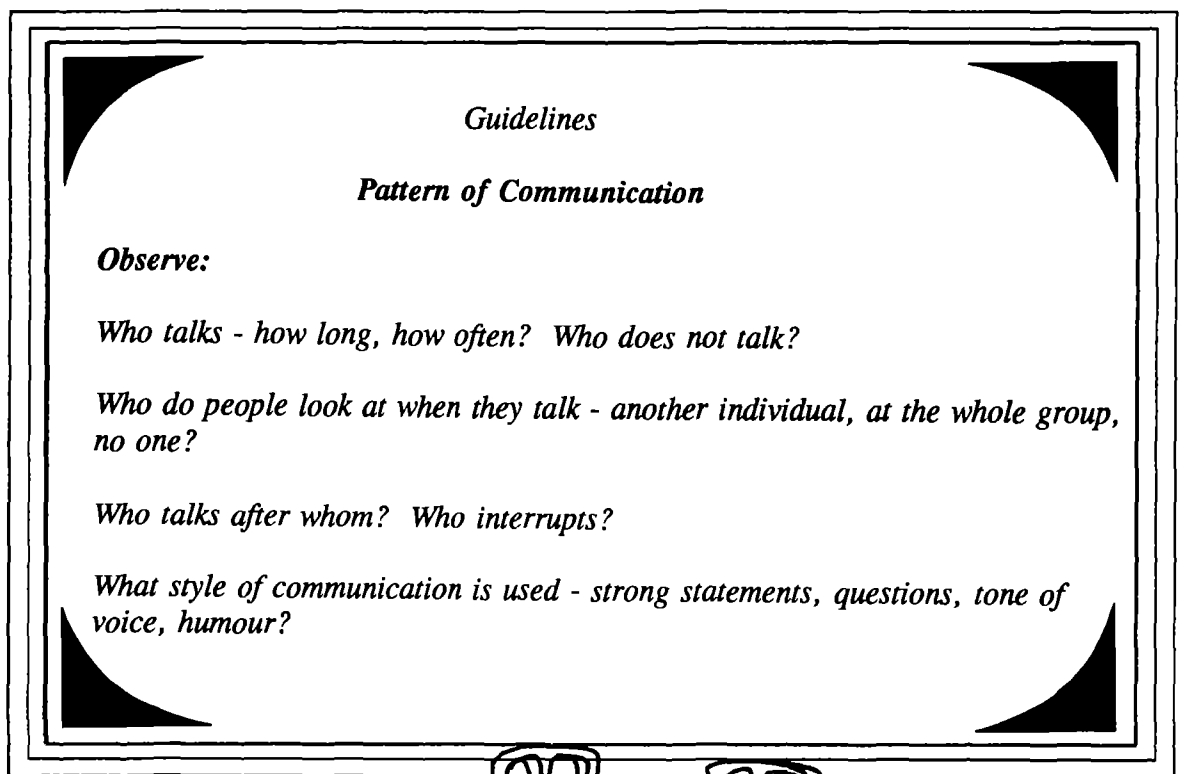 Guidelines
Pattern of Communication
Observe:
Who talks - how long, how often?  Who does not talk?
Who do people look at when they talk - another individual, at the whole group,
no one?
Who talks after whom?  Who interrupts?
What style of communication is used - strong statements, questions, tone of
voice, humour?